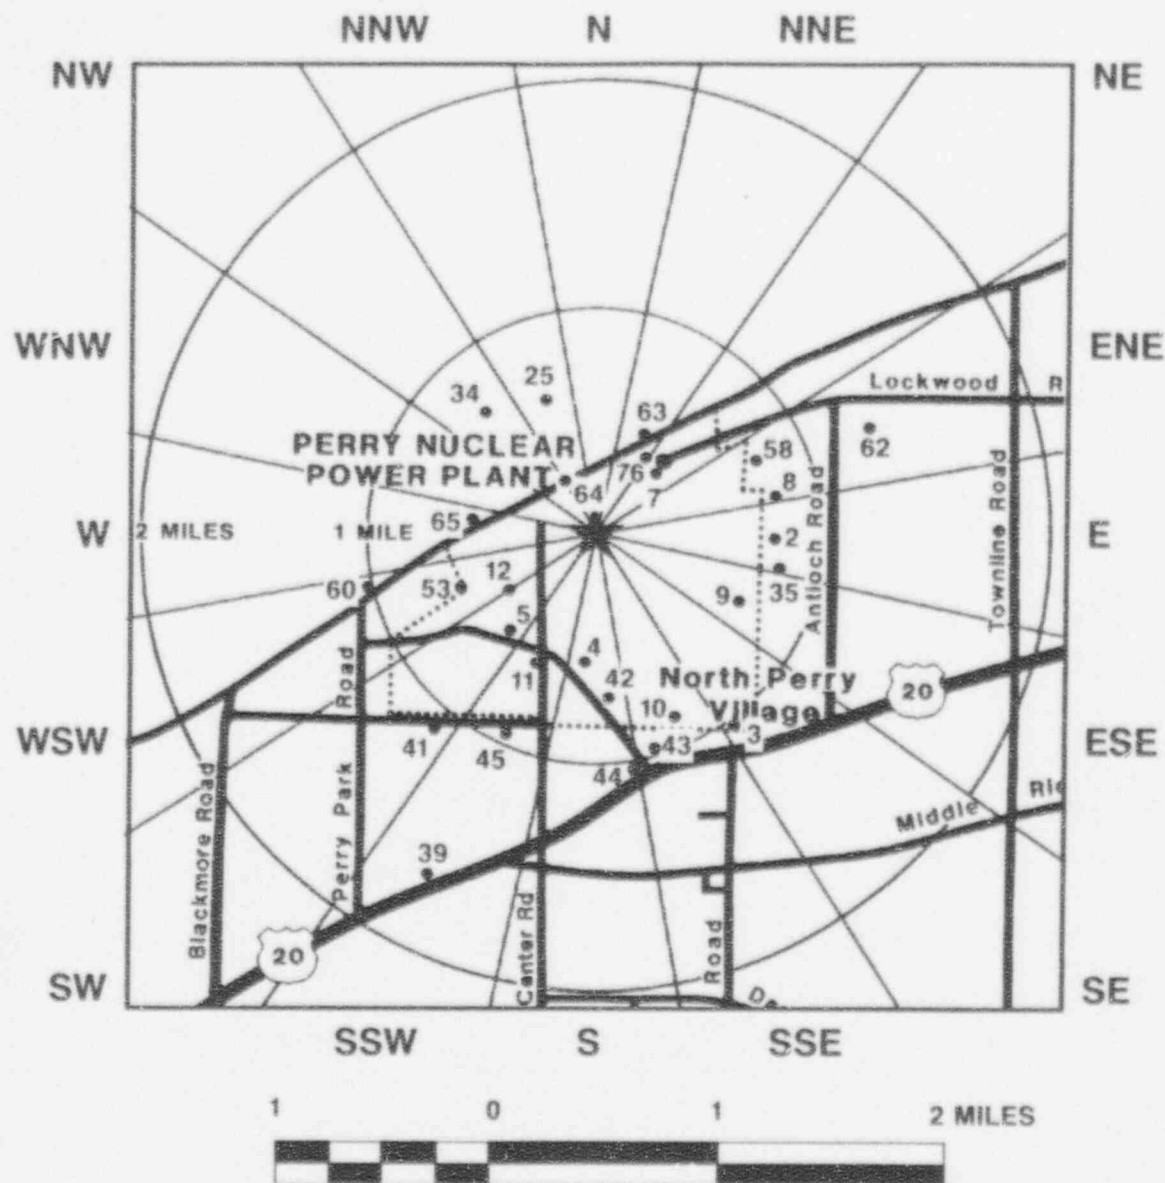 NNW N NNE
NW NE
WNW ENE
25
34
Lockwood R
63
62
PERRY NUCLEAR
58
POWER PLANT
76
64
7
8
65
W 2 MILES 1 MILE
2
E
Antioch Road
Townline Road
60
53
12
35
9
5
4
11
42
North Perry
20
10
Village
WSW ESE
41
45
43
3
44
Perry Park Road
Blackmore Road
Middle Rid
39
Center Rd
Road
20
D
SW SE
SSW S SSE
1 0 1 2 MILES